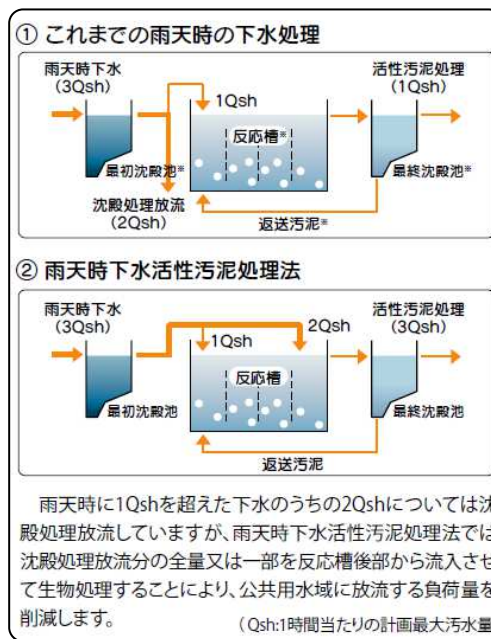 ① これまでの雨天時の下水処理
雨天時下水
(3Qsh)
1Qsh
活性汚泥処理
(1Qsh)
反応槽※
最初沈殿池※
最終沈殿池※
沈殿処理放流
(2Qsh)
返送汚泥※
② 雨天時下水活性汚泥処理法
雨天時下水
(3Qsh)
1Qsh
2Qsh
活性汚泥処理
(3Qsh)
反応槽
最初沈殿池
最終沈殿池
返送汚泥
雨天時に1Qshを超えた下水のうちの2Qshについては沈
殿処理放流していますが、雨天時下水活性汚泥処理法では
沈殿処理放流分の全量又は一部を反応槽後部から流入させ
て生物処理することにより、公共用水域に放流する負荷量を
削減します。
(Qsh:1時間当たりの計画最大汚水量